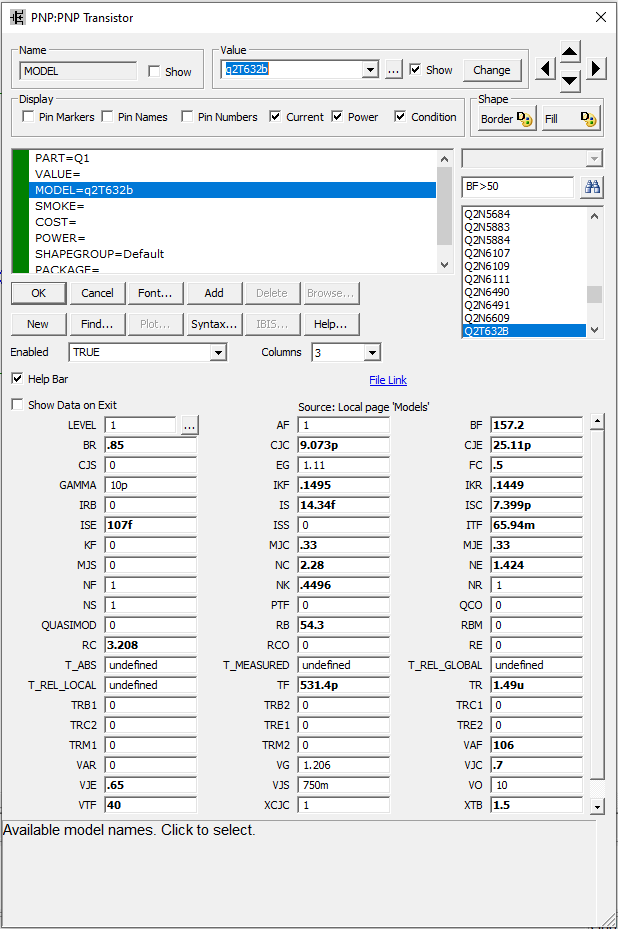 PNP:PNP Transistor
Name
MODEL
Show
Value
q2T632b
...
Show
Change
Display
Pin Markers
Pin Names
Pin Numbers
Current
Power
Condition
Shape
Border
Fill
PART=Q1
VALUE=
MODEL=q2T632b
SMOKE=
COST=
POWER=
SHAPEGROUP=Default
PACKAGE=
BF>50
Q2N5684
Q2N5883
Q2N5884
Q2N6107
Q2N6109
Q2N6111
Q2N6490
Q2N6491
Q2N6609
Q2T632B
OK Cancel Font... Add Delete Browse...
New Find... Plot... Syntax... IBIS... Help...
Enabled TRUE Columns 3
Help Bar File Link
Show Data on Exit Source: Local page 'Models'
LEVEL 1 ... AF 1 BF 157.2
BR .85 CJC 9.073p CJE 25.11p
CJS 0 EG 1.11 FC .5
GAMMA 10p IKF .1495 IKR .1449
IRB 0 IS 14.34f ISC 7.399p
ISE 107f ISS 0 ITF 65.94m
KF 0 MJC .33 MJE .33
MJS 0 NC 2.28 NE 1.424
NF 1 NK .4496 NR 1
NS 1 PTF 0 QCO 0
QUASIMOD 0 RB 54.3 RBM 0
RC 3.208 RCO 0 RE 0
T_ABS undefined T_MEASURED undefined T_REL_GLOBAL undefined
T_REL_LOCAL undefined TF 531.4p TR 1.49u
TRB1 0 TRB2 0 TRC1 0
TRC2 0 TRE1 0 TRE2 0
TRM1 0 TRM2 0 VAF 106
VAR 0 VG 1.206 VJC .7
VJE .65 VJS 750m VO 10
VTF 40 XCJC 1 XTB 1.5
Available model names. Click to select.